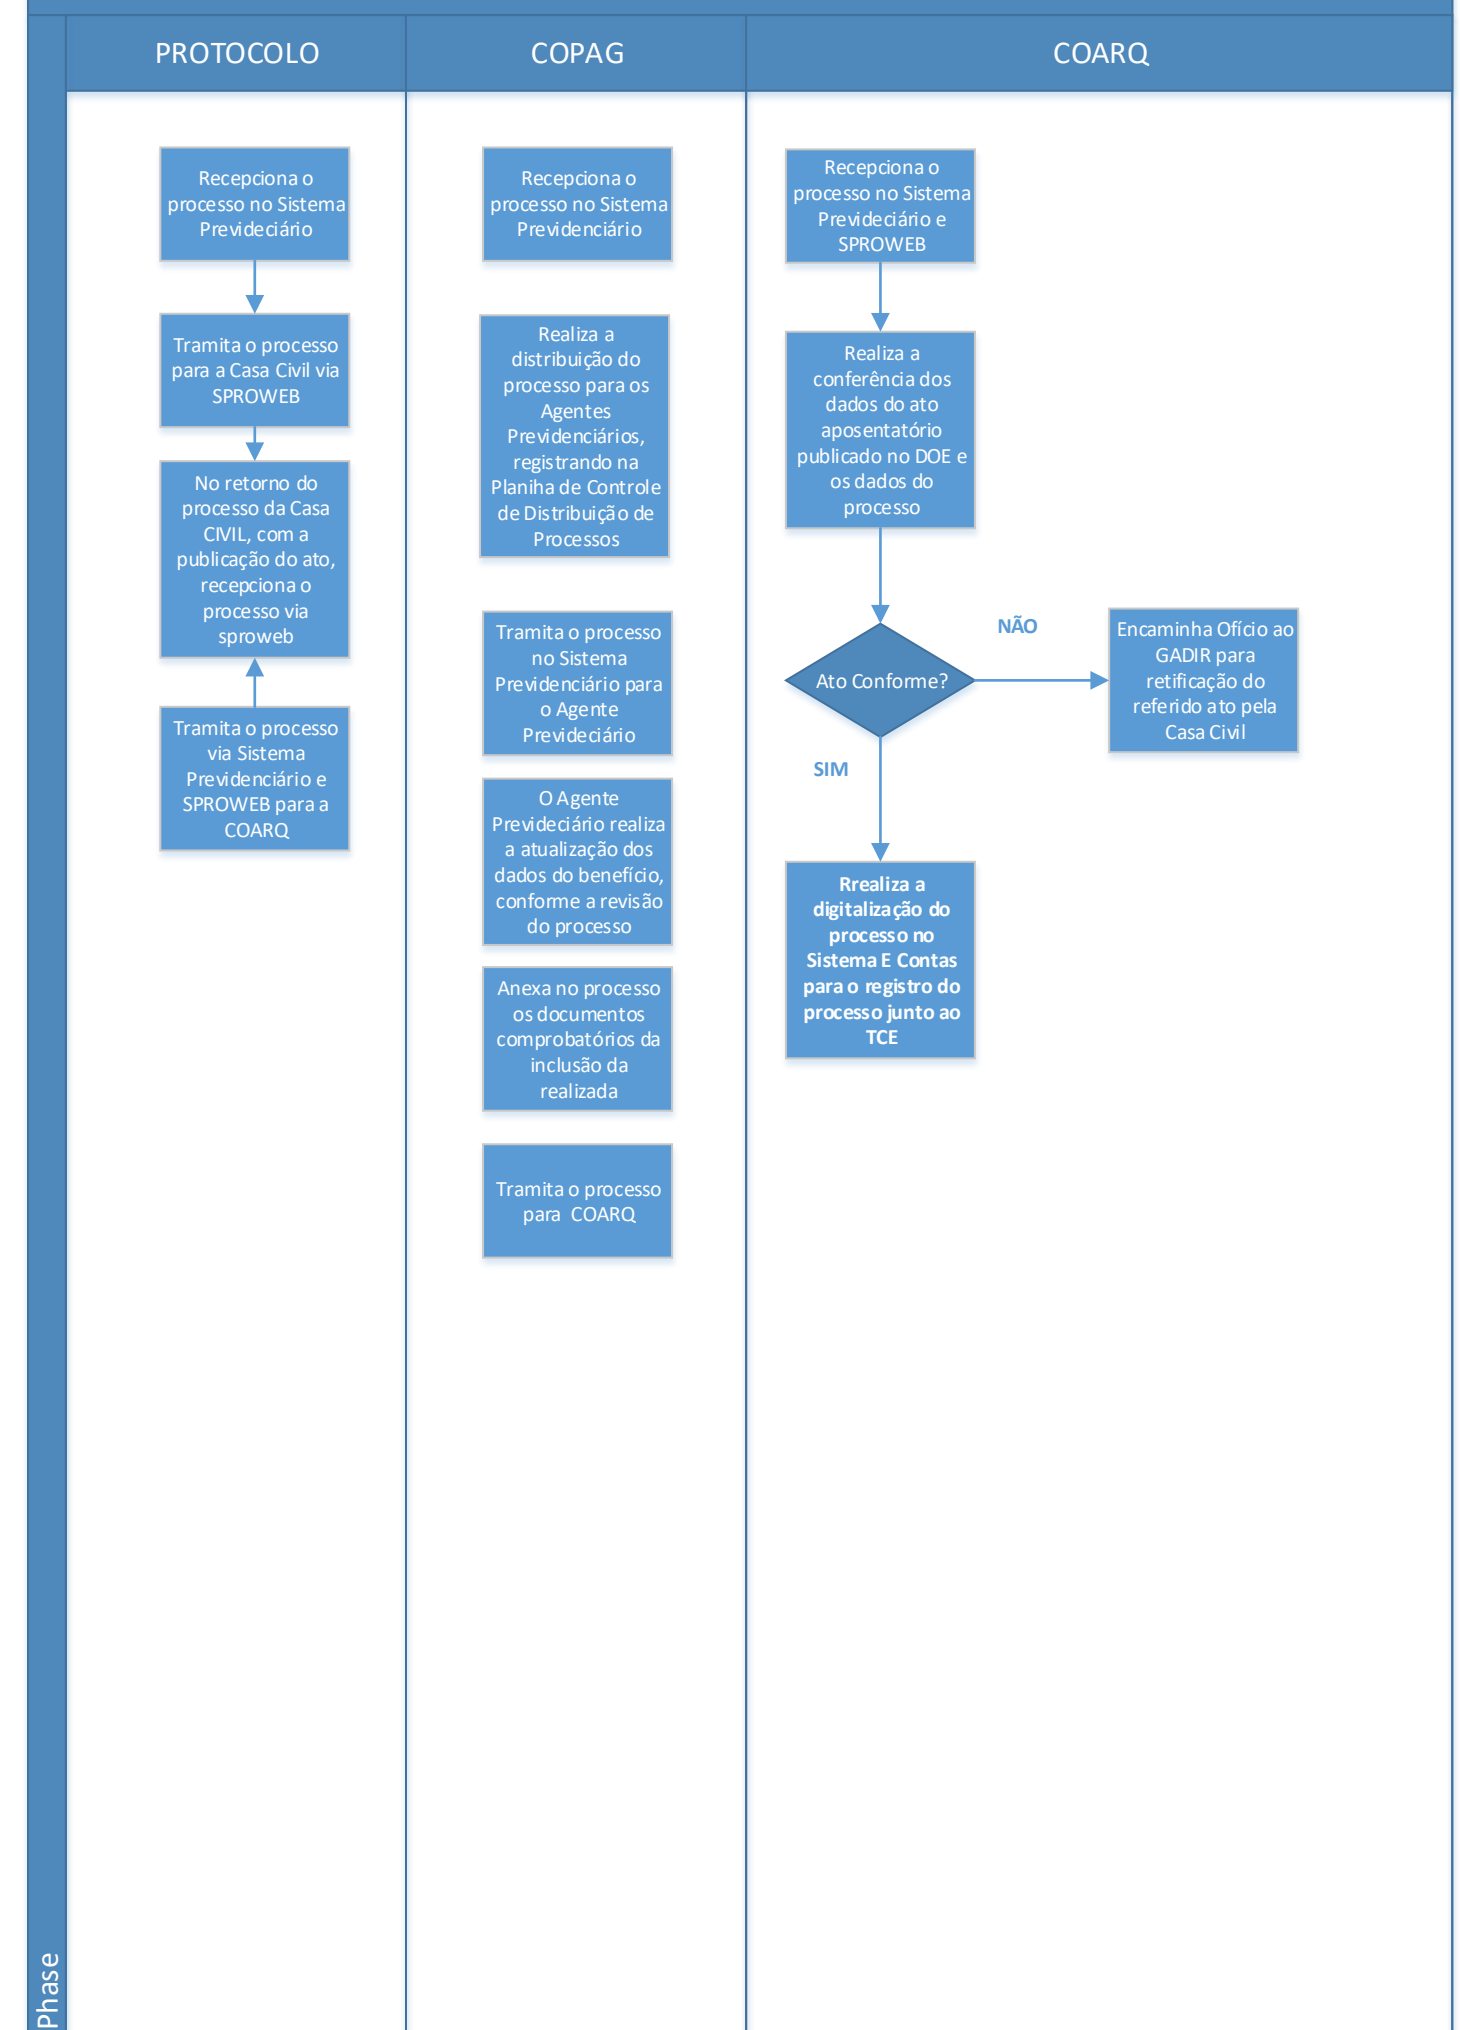 PROTOCOLO
COPAG
COARQ
Recepciona o
processo no Sistema
Prevideciário
Tramita o processo
para a Casa Civil via
SPROWEB
No retorno do
processo da Casa
CIVIL, com a
publicação do ato,
recepciona o
processo via
sproweb
Tramita o processo
via Sistema
Previdenciário e
SPROWEB para a
COARQ
Recepciona o
processo no Sistema
Previdenciário
Realiza a
distribuição do
processo para os
Agentes
Previdenciários,
registrando na
Planiha de Controle
de Distribuição de
Processos
Tramita o processo
no Sistema
Previdenciário para
o Agente
Prevideciário
O Agente
Prevideciário realiza
a atualização dos
dados do benefício,
conforme a revisão
do processo
Anexa no processo
os documentos
comprobatórios da
inclusão da
realizada
Tramita o processo
para COARQ
Recepciona o
processo no Sistema
Prevideciário e
SPROWEB
Realiza a
conferência dos
dados do ato
aposentatório
publicado no DOE e
os dados do
processo
Ato Conforme?
NÃO
Encaminha Ofício ao
GADIR para
retificação do
referido ato pela
Casa Civil
SIM
Rrealiza a
digitalização do
processo no
Sistema E Contas
para o registro do
processo junto ao
TCE
Phase